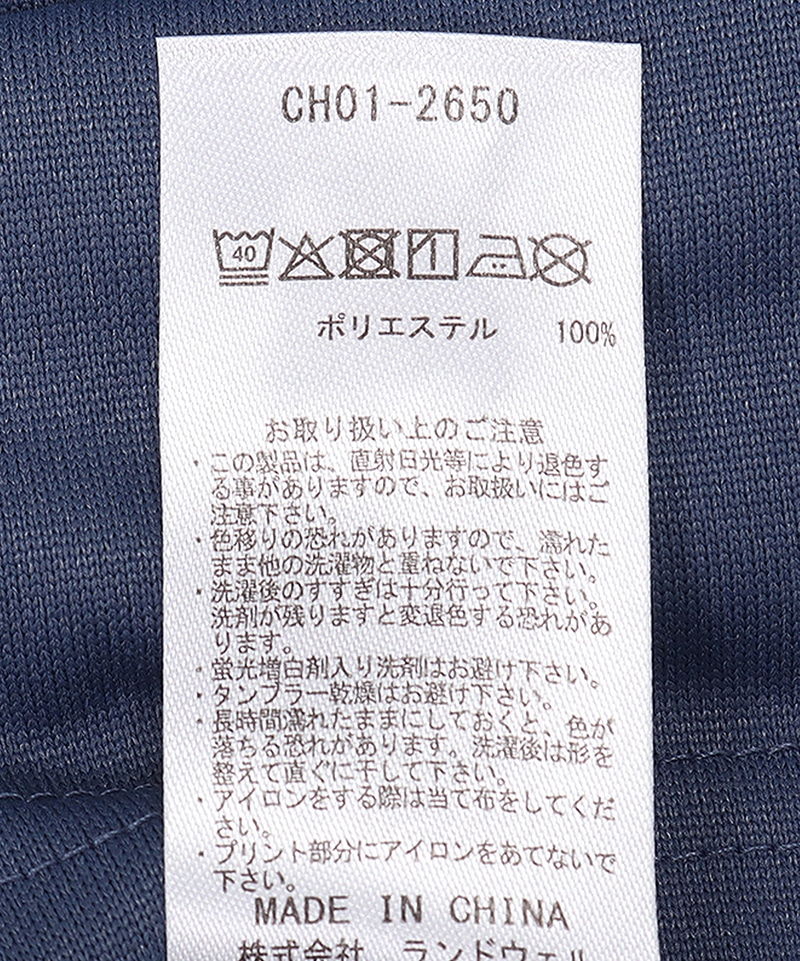 CH01-2650
40
ポリエステル 100%
お取り扱い上のご注意
・この製品は、直射日光等により退色す
る事がありますので、お取扱いにはご
注意下さい。
・色移りの恐れがありますので、濡れた
まま他の洗濯物と重ねないで下さい。
・洗濯後のすすぎは十分行って下さい。
洗剤が残りますと変退色する恐れがあ
ります。
・蛍光増白剤入り洗剤はお避け下さい。
・タンブラー乾燥はお避け下さい。
・長時間濡れたままにしておくと、色が
落ちる恐れがあります。洗濯後は形を
整えて直ぐに干して下さい。
・アイロンをする際は当て布をしてくだ
さい。
・プリント部分にアイロンをあてないで
下さい。
MADE IN CHINA
株式会社 ランドウェル